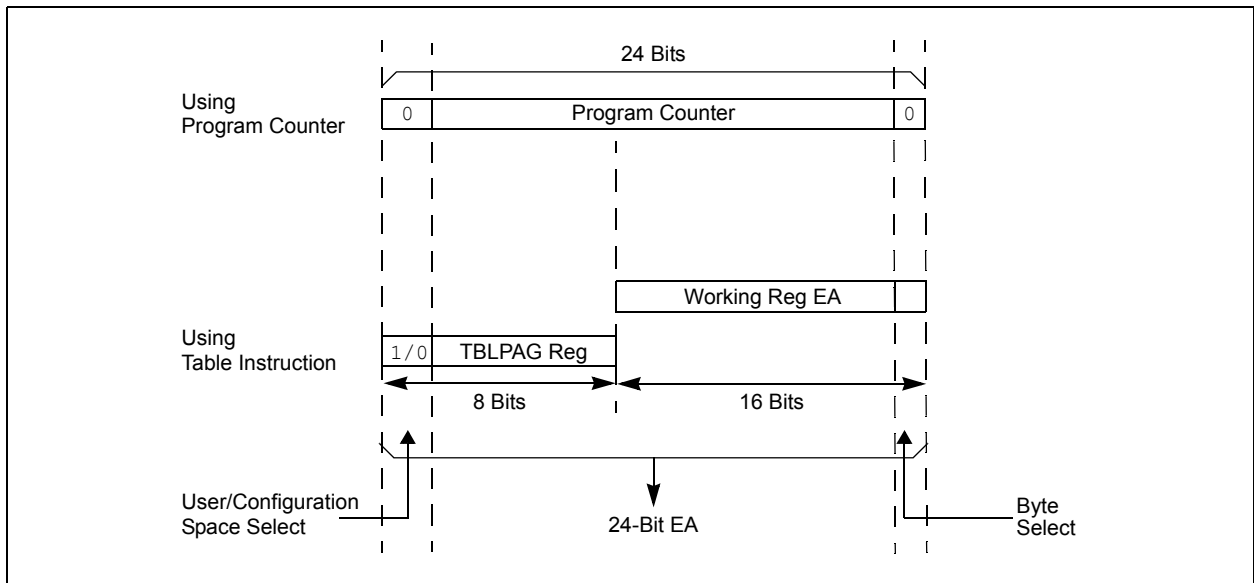 24 Bits
Using
Program Counter
0
Program Counter
0
Working Reg EA
Using
Table Instruction
1/0
TBLPAG Reg
8 Bits
16 Bits
User/Configuration
Space Select
24-Bit EA
Byte
Select